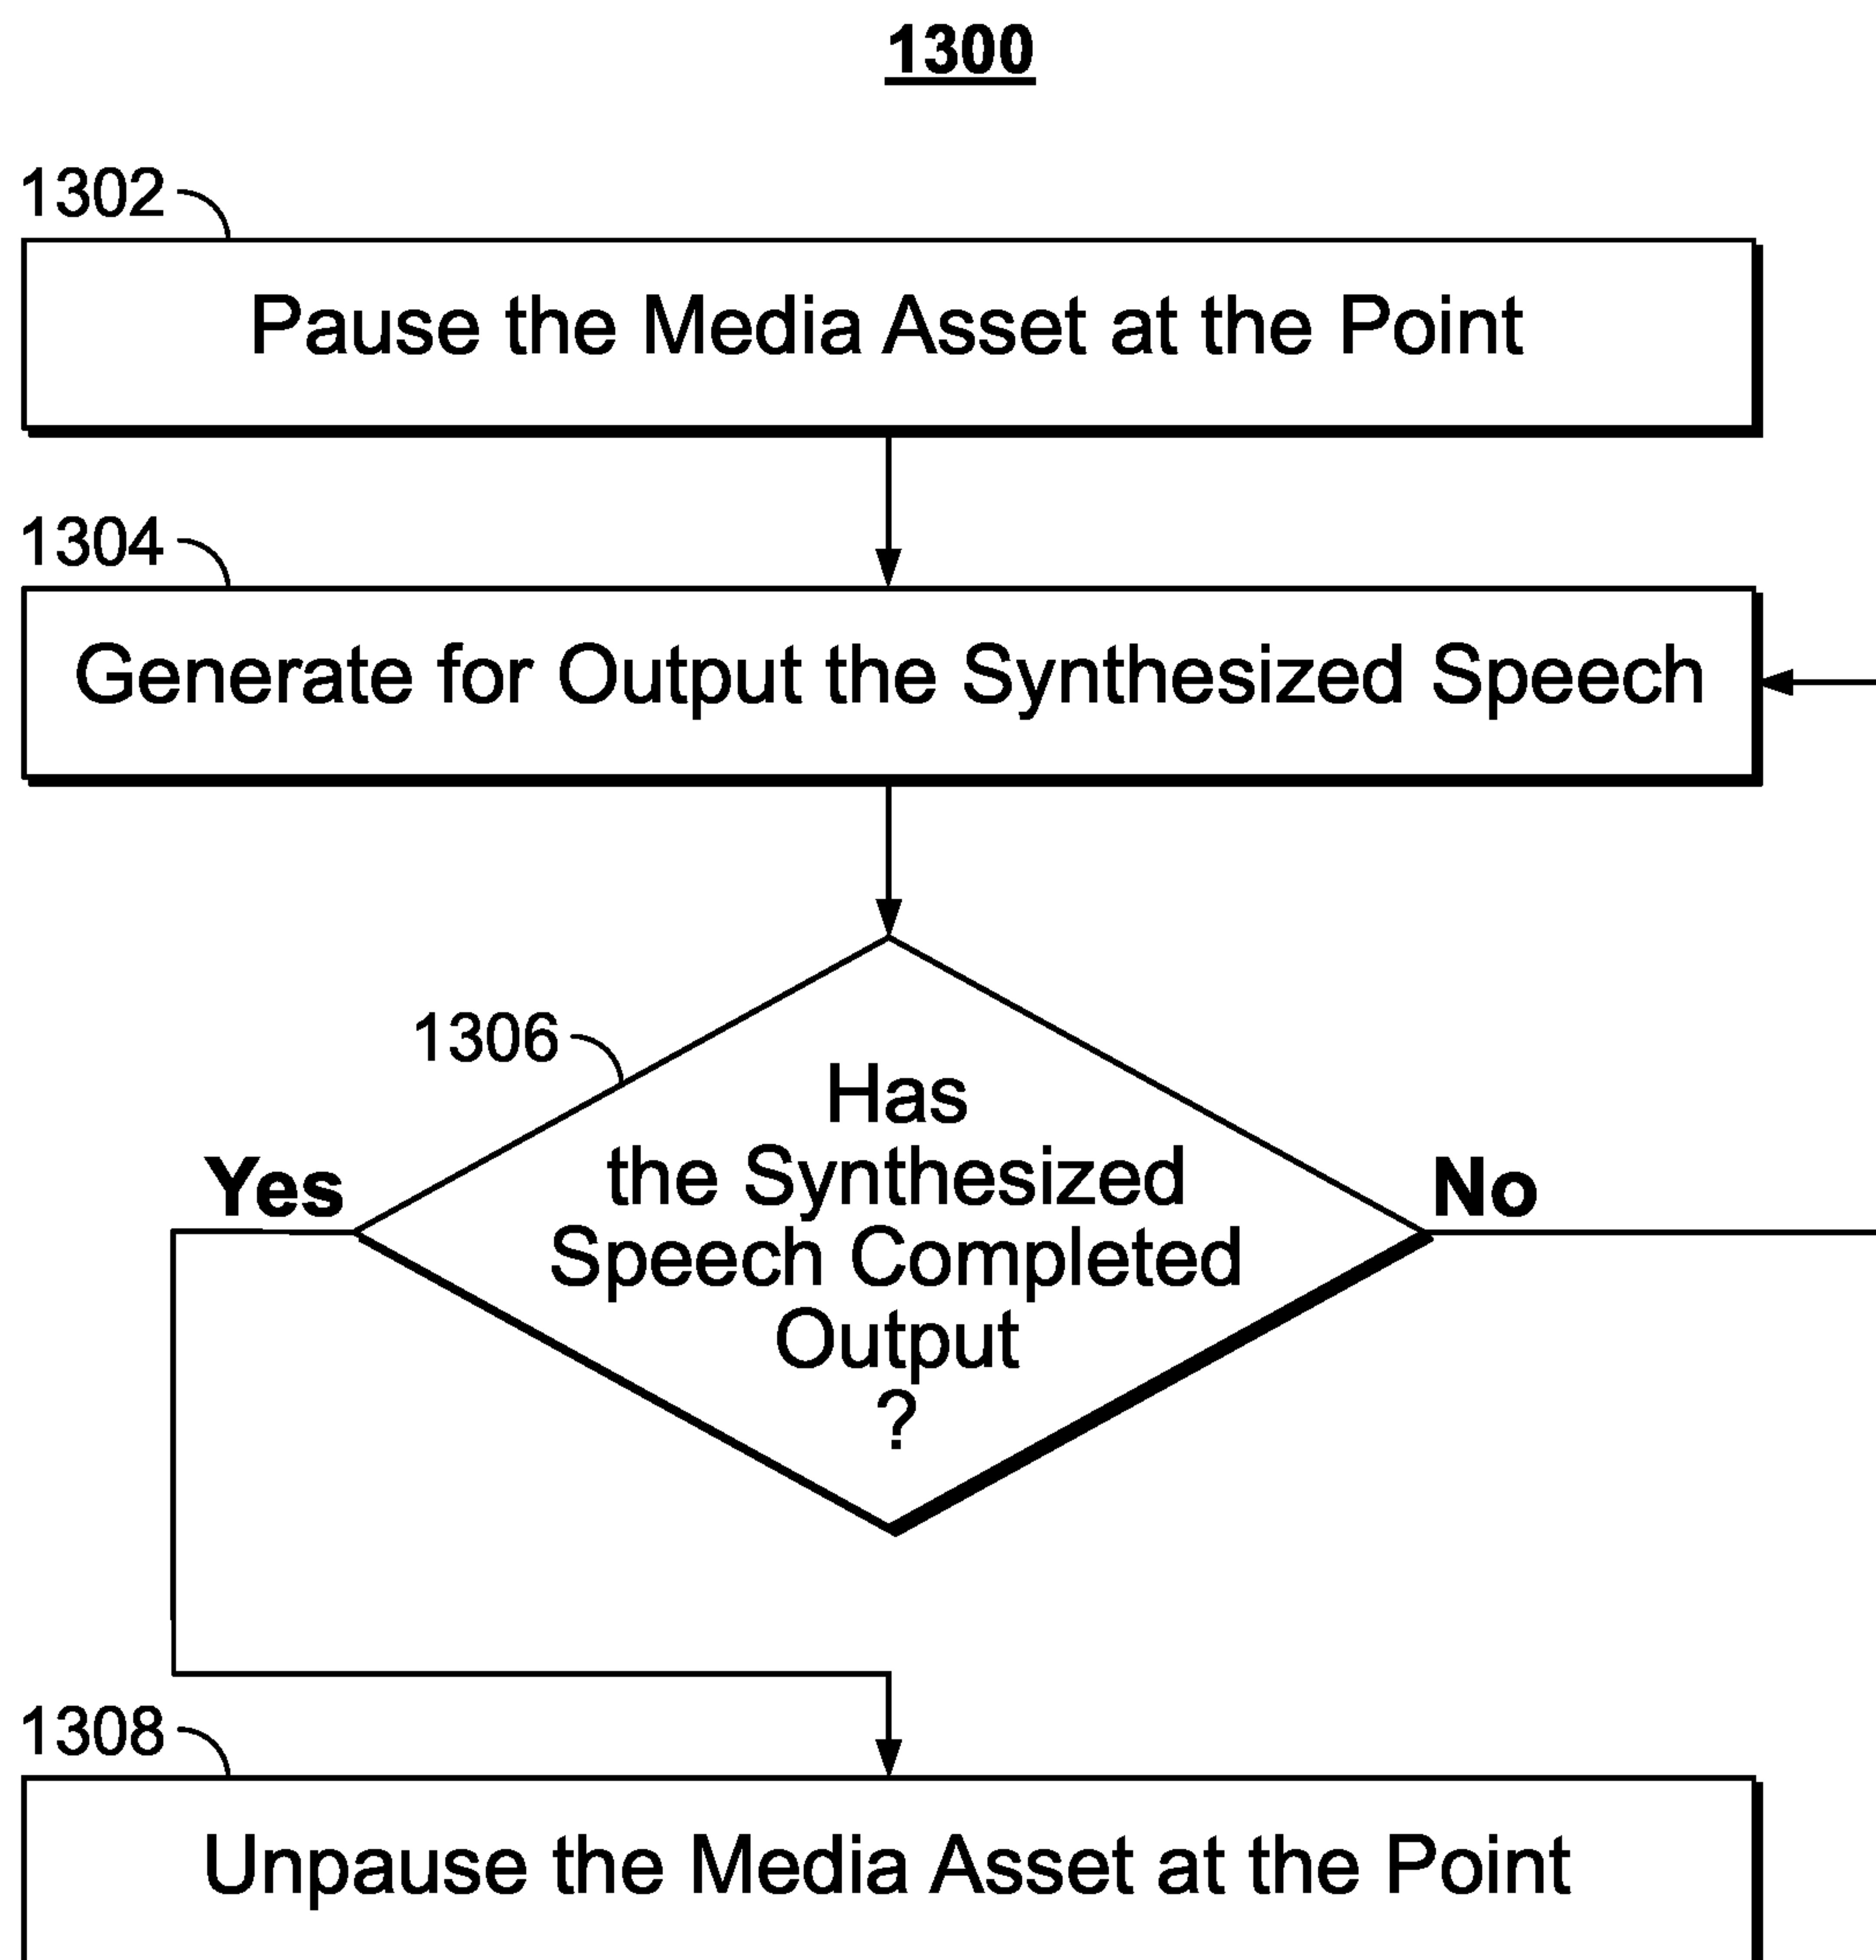 1300
1302
Pause the Media Asset at the Point
1304
Generate for Output the Synthesized Speech
1306
Has
the Synthesized
Speech Completed
Output
?
Yes
No
1308
Unpause the Media Asset at the Point